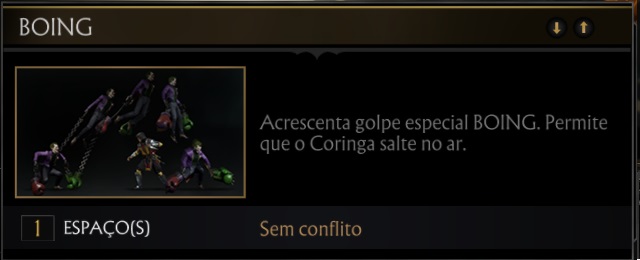 BOING
Acrescenta golpe especial BOING. Permite
que o Coringa salte no ar.
1 ESPAÇO(S)
Sem conflito